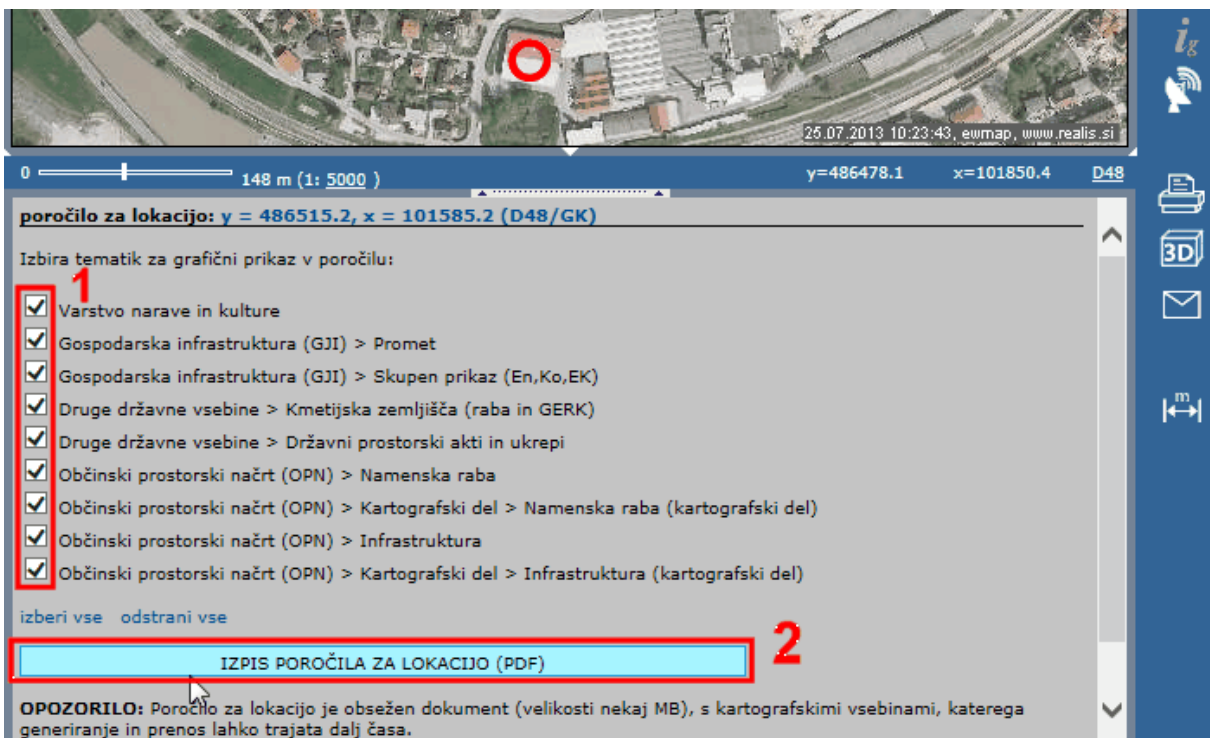 25.07.2013 10:23:43, ewmap, www.realis.si
0 148 m (1: 5000 ) y=486478.1 x=101850.4 D48
poročilo za lokacijo: y = 486515.2, x = 101585.2 (D48/GK)
Izbira tematik za grafični prikaz v poročilu:
1
Varstvo narave in kulture
Gospodarska infrastruktura (GJI) > Promet
Gospodarska infrastruktura (GJI) > Skupen prikaz (En,Ko,EK)
Druge državne vsebine > Kmetijska zemljišča (raba in GERK)
Druge državne vsebine > Državni prostorski akti in ukrepi
Občinski prostorski načrt (OPN) > Namenska raba
Občinski prostorski načrt (OPN) > Kartografski del > Namenska raba (kartografski del)
Občinski prostorski načrt (OPN) > Infrastruktura
Občinski prostorski načrt (OPN) > Kartografski del > Infrastruktura (kartografski del)
izberi vse odstrani vse
IZPIS POROČILA ZA LOKACIJO (PDF)
2
OPOZORILO: Poročilo za lokacijo je obsežen dokument (velikosti nekaj MB), s kartografskimi vsebinami, katerega
generiranje in prenos lahko trajata dalj časa.
ig
3D
m